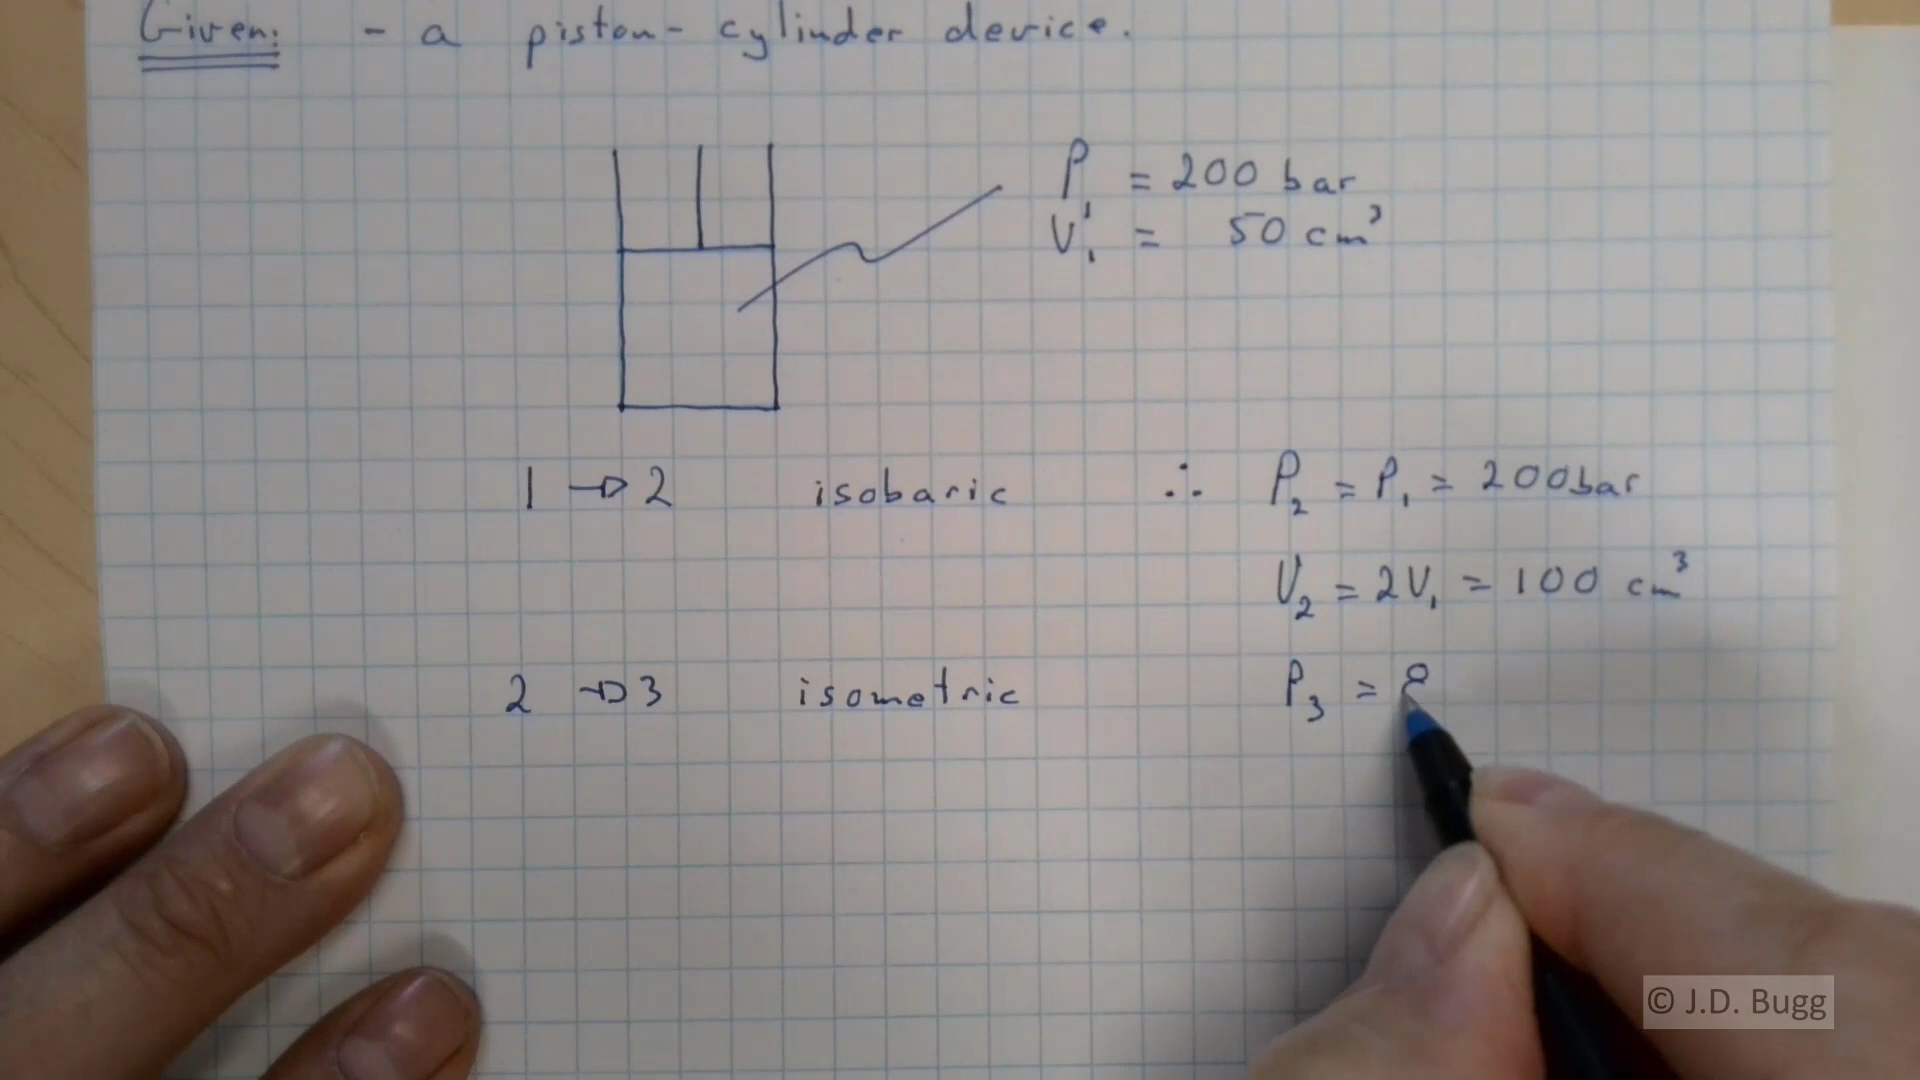 Given: - a piston-cylinder device.
P₁ = 200 bar
V₁ = 50 cm³
1 → 2 isobaric ∴ P₂ = P₁ = 200bar
V₂ = 2V₁ = 100 cm³
2 → 3 isometric P₃ =
© J.D. Bugg